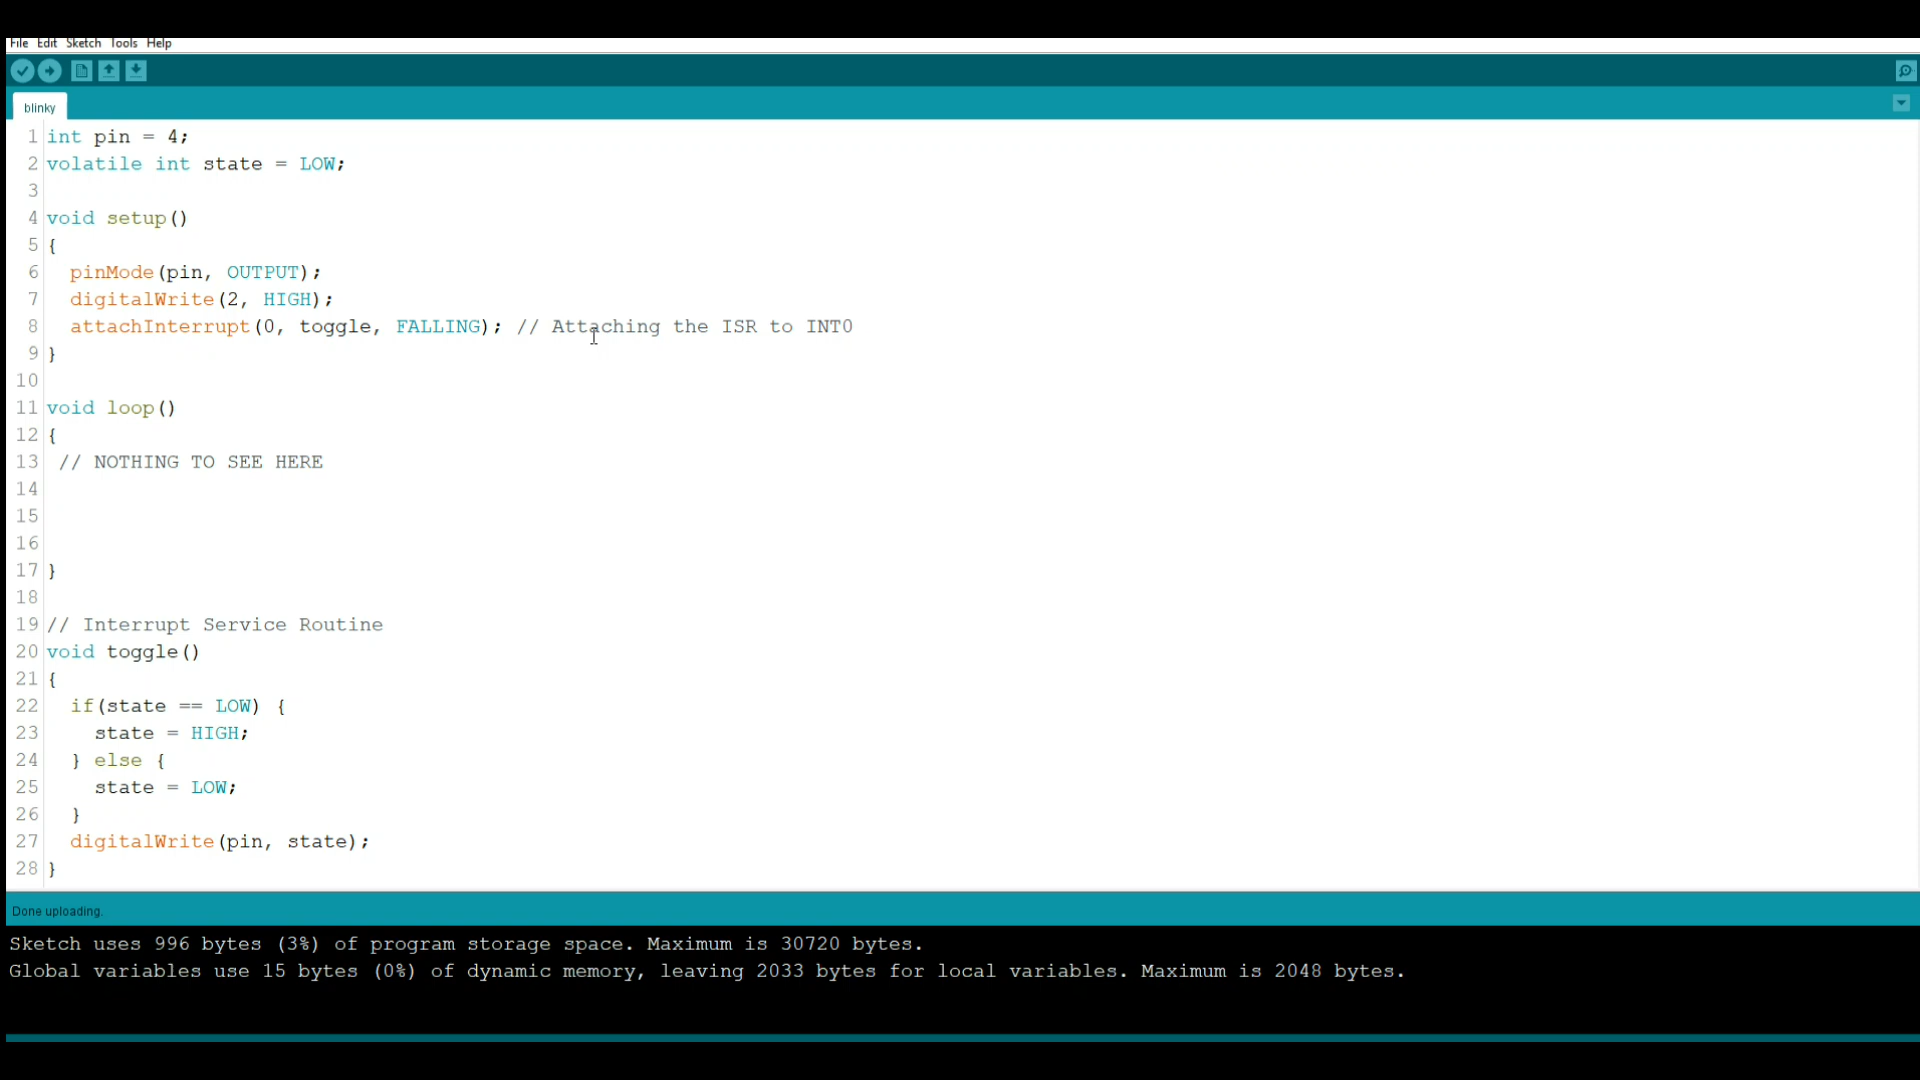 File Edit Sketch Tools Help
blinky
1 int pin = 4;
2 volatile int state = LOW;
3
4 void setup()
5 {
6   pinMode(pin, OUTPUT);
7   digitalWrite(2, HIGH);
8   attachInterrupt(0, toggle, FALLING); // Attaching the ISR to INT0
9 }
10
11 void loop()
12 {
13  // NOTHING TO SEE HERE
14
15
16
17 }
18
19 // Interrupt Service Routine
20 void toggle()
21 {
22   if(state == LOW) {
23     state = HIGH;
24   } else {
25     state = LOW;
26   }
27   digitalWrite(pin, state);
28 }
Done uploading.
Sketch uses 996 bytes (3%) of program storage space. Maximum is 30720 bytes.
Global variables use 15 bytes (0%) of dynamic memory, leaving 2033 bytes for local variables. Maximum is 2048 bytes.